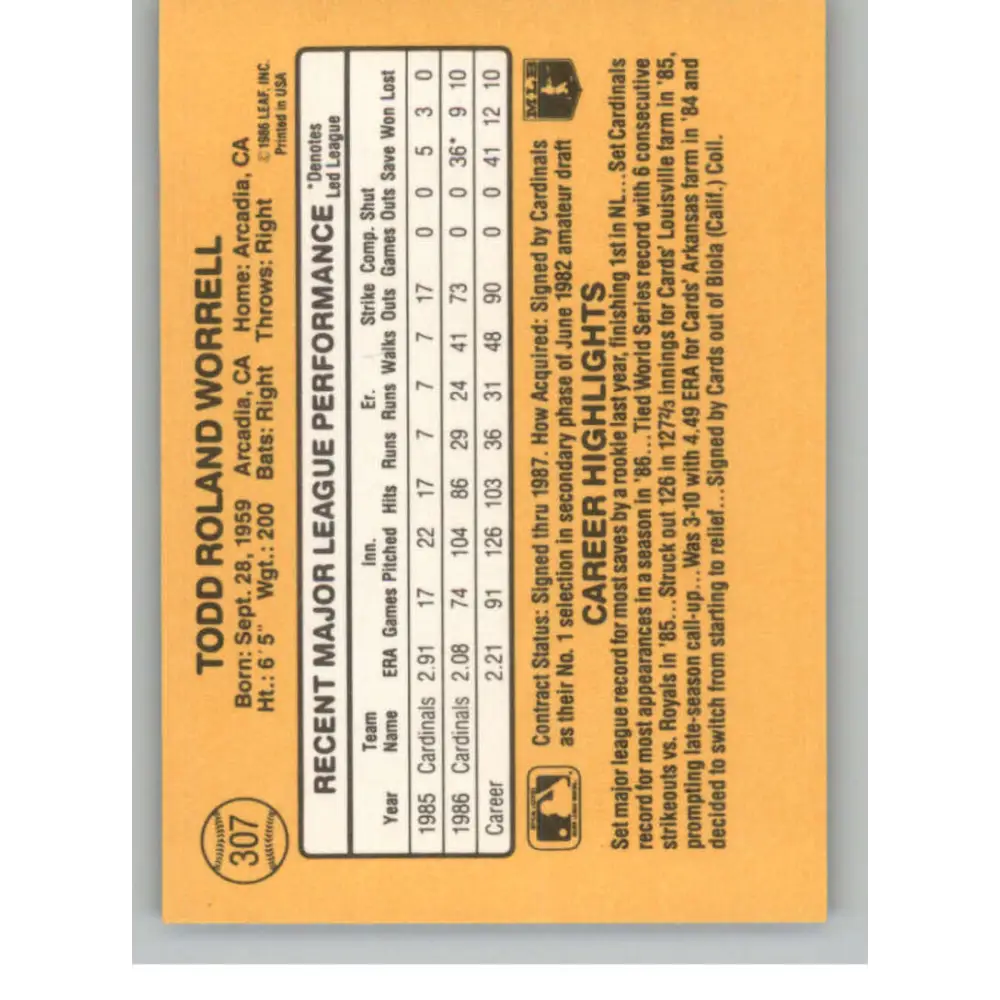 307
TODD ROLAND WORRELL
Born: Sept. 28, 1959 Arcadia, CA Home: Arcadia, CA
Ht.: 6'5" Wgt.: 200 Bats: Right Throws: Right
© 1986 LEAF, INC.
Printed in USA
RECENT MAJOR LEAGUE PERFORMANCE
*Denotes
Led League
Year Team Name ERA Games Inn. Pitched Hits Runs Er. Runs Walks Strike Outs Comp. Games Shut Outs Save Won Lost
1985 Cardinals 2.91 17 22 17 7 7 7 17 0 0 5 3 0
1986 Cardinals 2.08 74 104 86 29 24 41 73 0 0 36* 9 10
Career 2.21 91 126 103 36 31 48 90 0 0 41 12 10
Contract Status: Signed thru 1987. How Acquired: Signed by Cardinals
as their No. 1 selection in secondary phase of June 1982 amateur draft
MLB
CAREER HIGHLIGHTS
Set major league record for most saves by a rookie last year, finishing 1st in NL...Set Cardinals
record for most appearances in a season in '86...Tied World Series record with 6 consecutive
strikeouts vs. Royals in '85...Struck out 126 in 127⅔ innings for Cards' Louisville farm in '85,
prompting late-season call-up...Was 3-10 with 4.49 ERA for Cards' Arkansas farm in '84 and
decided to switch from starting to relief...Signed by Cards out of Biola (Calif.) Coll.